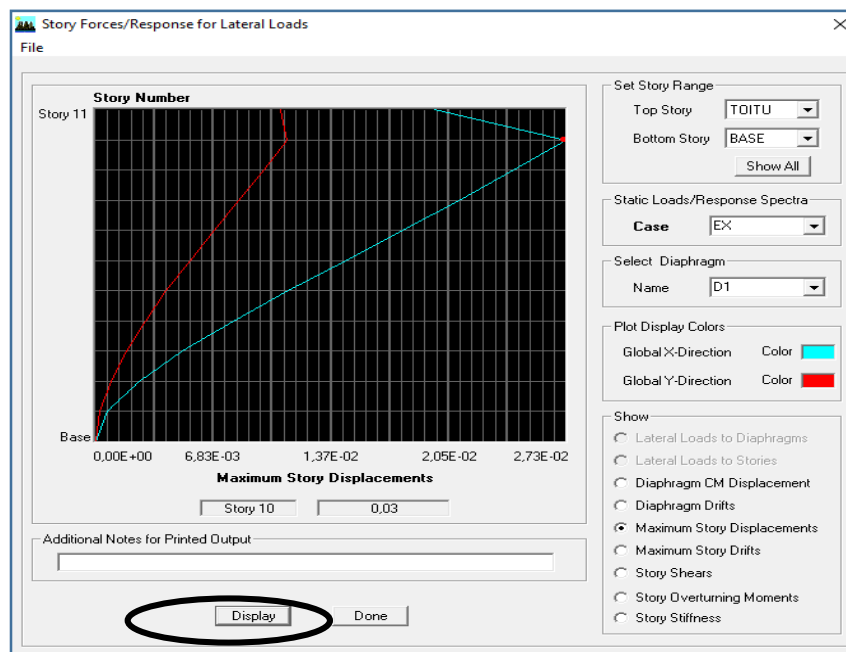 Story Forces/Response for Lateral Loads
File
Story Number
Story 11
Base
0,00E+00 6,83E-03 1,37E-02 2,05E-02 2,73E-02
Maximum Story Displacements
Story 10 0,03
Additional Notes for Printed Output
Display Done
Set Story Range
Top Story TOITU
Bottom Story BASE
Show All
Static Loads/Response Spectra
Case EX
Select Diaphragm
Name D1
Plot Display Colors
Global X-Direction Color
Global Y-Direction Color
Show
Lateral Loads to Diaphragms
Lateral Loads to Stories
Diaphragm CM Displacement
Diaphragm Drifts
Maximum Story Displacements
Maximum Story Drifts
Story Shears
Story Overturning Moments
Story Stiffness